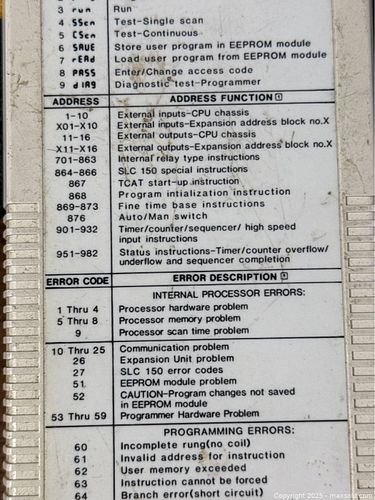 3 run Run
4 SScn Test-Single scan
5 CScn Test-Continuous
6 SAUE Store user program in EEPROM module
7 rEAd Load user program from EEPROM module
8 PASS Enter/Change access code
9 dIAg Diagnostic test-Programmer
ADDRESS ADDRESS FUNCTION
1-10 External inputs-CPU chassis
X01-X10 External inputs-Expansion address block no.X
11-16 External outputs-CPU chassis
X11-X16 External outputs-Expansion address block no.X
701-863 Internal relay type instructions
864-866 SLC 150 special instructions
867 TCAT start-up instruction
868 Program intialization instruction
869-873 Fine time base instructions
876 Auto/Man switch
901-932 Timer/counter/sequencer/ high speed
input instructions
951-982 Status instructions-Timer/counter overflow/
underflow and sequencer completion
ERROR CODE ERROR DESCRIPTION
INTERNAL PROCESSOR ERRORS:
1 Thru 4 Processor hardware problem
5 Thru 8 Processor memory problem
9 Processor scan time problem
10 Thru 25 Communication problem
26 Expansion Unit problem
27 SLC 150 error codes
51 EEPROM module problem
52 CAUTION-Program changes not saved
in EEPROM module
53 Thru 59 Programmer Hardware Problem
PROGRAMMING ERRORS:
60 Incomplete rung(no coil)
61 Invalid address for instruction
62 User memory exceeded
63 Instruction cannot be forced
64 Branch error(short circuit)
Copyright 2025 - maxsold.com